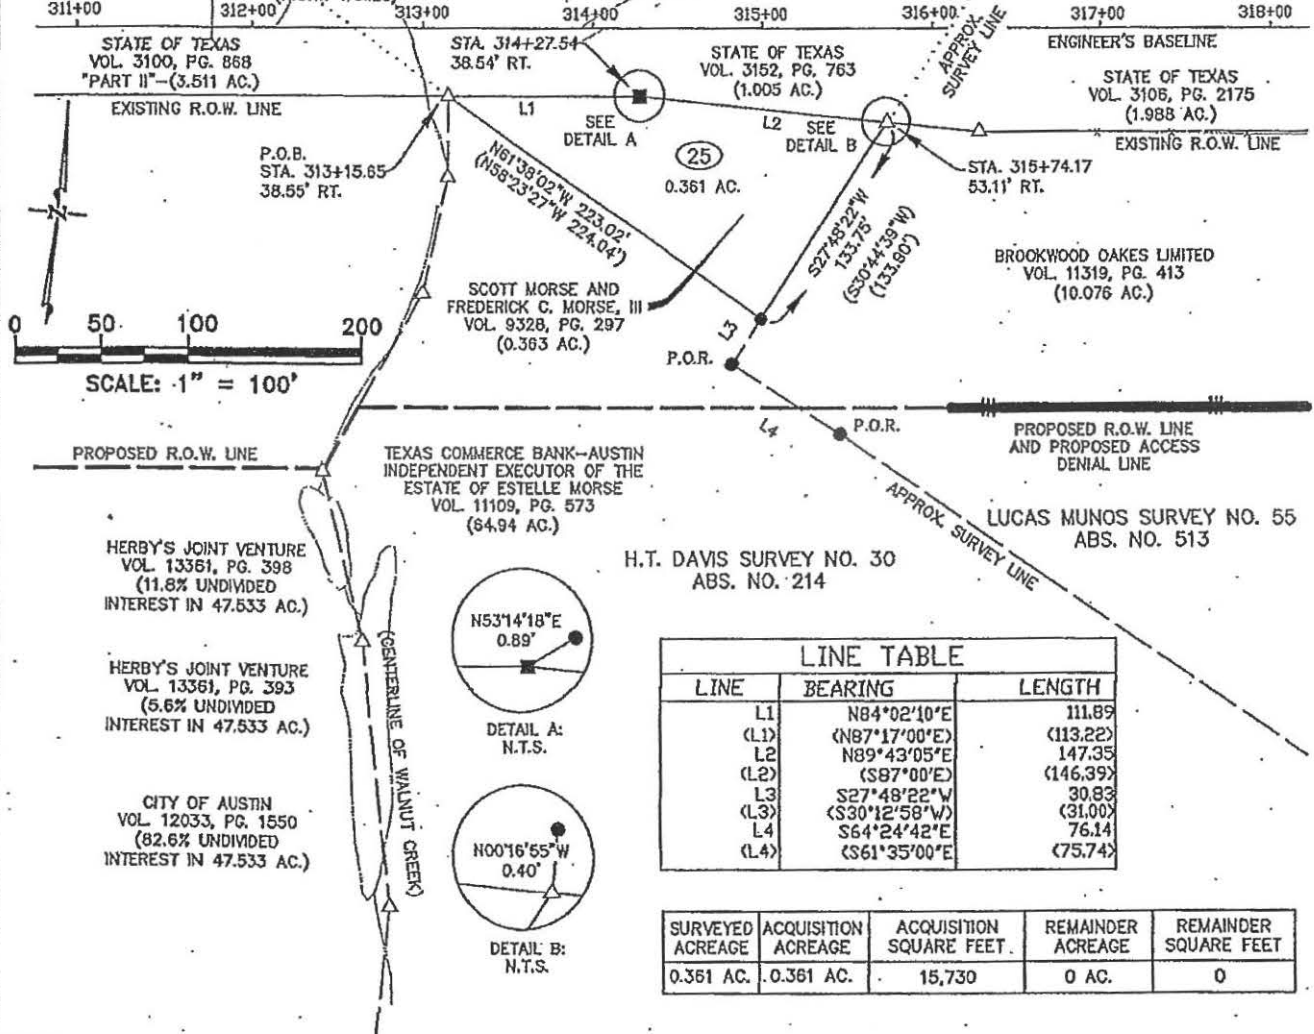 311+00 312+00 313+00 314+00 315+00 316+00 317+00 318+00
ENGINEER'S BASELINE
APPROX.
SURVEY LINE
STATE OF TEXAS
VOL. 3100, PG. 868
"PART II"-(3.511 AC.)
EXISTING R.O.W. LINE
STA. 314+27.54
38.54' RT.
STATE OF TEXAS
VOL. 3152, PG. 763
(1.005 AC.)
STATE OF TEXAS
VOL. 3106, PG. 2175
(1.988 AC.)
EXISTING R.O.W. LINE
L1
SEE
DETAIL A
L2
SEE
DETAIL B
P.O.B.
STA. 313+15.65
38.55' RT.
25
0.361 AC.
STA. 315+74.17
53.11' RT.
N61°38'02"W 223.02'
(N58°23'27"W 224.04')
S27°48'22"W
133.75'
(S30°44'39"W)
(133.90')
N
BROOKWOOD OAKES LIMITED
VOL. 11319, PG. 413
(10.076 AC.)
SCOTT MORSE AND
FREDERICK C. MORSE, III
VOL. 9328, PG. 297
(0.363 AC.)
0 50 100 200
SCALE: 1" = 100'
L3
P.O.R.
L4
P.O.R.
PROPOSED R.O.W. LINE
PROPOSED R.O.W. LINE
AND PROPOSED ACCESS
DENIAL LINE
TEXAS COMMERCE BANK-AUSTIN
INDEPENDENT EXECUTOR OF THE
ESTATE OF ESTELLE MORSE
VOL. 11109, PG. 573
(64.94 AC.)
APPROX. SURVEY LINE
LUCAS MUNOS SURVEY NO. 55
ABS. NO. 513
H.T. DAVIS SURVEY NO. 30
ABS. NO. 214
HERBY'S JOINT VENTURE
VOL. 13361, PG. 398
(11.8% UNDIVIDED
INTEREST IN 47.533 AC.)
HERBY'S JOINT VENTURE
VOL. 13361, PG. 393
(5.6% UNDIVIDED
INTEREST IN 47.533 AC.)
CITY OF AUSTIN
VOL. 12033, PG. 1550
(82.6% UNDIVIDED
INTEREST IN 47.533 AC.)
(CENTERLINE OF WALNUT CREEK)
N53°14'18"E
0.89'
DETAIL A:
N.T.S.
N00°16'55"W
0.40'
DETAIL B:
N.T.S.
LINE TABLE
LINE BEARING LENGTH
L1 N84°02'10"E 111.89
(L1) (N87°17'00"E) (113.22)
L2 N89°43'05"E 147.35
(L2) (S87°00'E) (146.39)
L3 S27°48'22"W 30.83
(L3) (S30°12'58"W) (31.00)
L4 S64°24'42"E 76.14
(L4) (S61°35'00"E (75.74)
SURVEYED ACREAGE ACQUISITION ACREAGE ACQUISITION SQUARE FEET REMAINDER ACREAGE REMAINDER SQUARE FEET
0.361 AC. 0.361 AC. 15,730 0 AC. 0